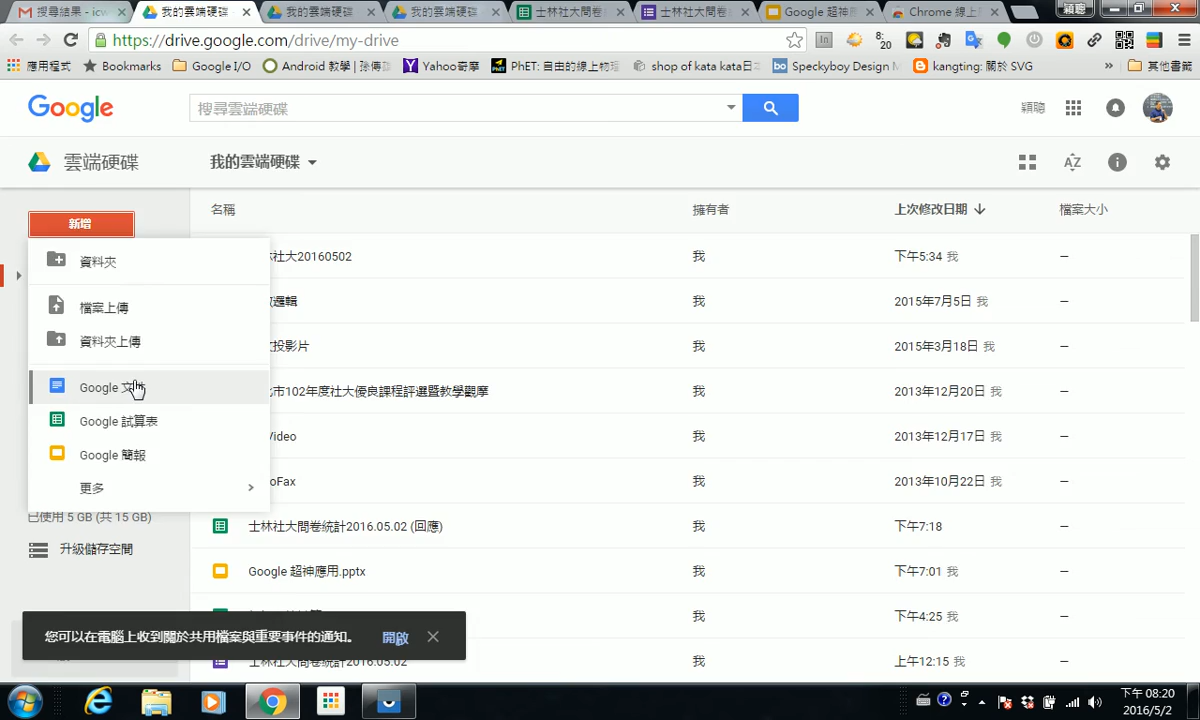 搜尋結果 - icw
我的雲端硬碟
我的雲端硬碟
我的雲端硬碟
士林社大問卷
士林社大問卷
Google 超神
Chrome 線上
穎聰
https://drive.google.com/drive/my-drive
8:
20
應用程式
Bookmarks
Google I/O
Android 教學 | 孫傳
Yahoo奇摩
PhET: 自由的線上物理
shop of kata kata日
Speckyboy Design M
kangting: 關於 SVG
»
其他書籤
Google
搜尋雲端硬碟
穎聰
雲端硬碟
我的雲端硬碟
新增
名稱
擁有者
上次修改日期
檔案大小
資料夾
檔案上傳
資料夾上傳
Google 文件
Google 試算表
Google 簡報
更多
林社大20160502
我
下午5:34 我
–
邏輯
我
2015年7月5日 我
–
投影片
我
2015年3月18日 我
–
市102年度社大優良課程評選暨教學觀摩
我
2013年12月20日 我
–
Video
我
2013年12月17日 我
–
oFax
我
2013年10月22日 我
–
士林社大問卷統計2016.05.02 (回應)
我
下午7:18
–
Google 超神應用.pptx
我
下午7:01 我
–
我
下午4:25 我
–
士林社大問卷統計2016.05.02
我
上午12:15 我
–
已使用 5 GB (共 15 GB)
升級儲存空間
您可以在電腦上收到關於共用檔案與重要事件的通知。
開啟
下午 08:20
2016/5/2